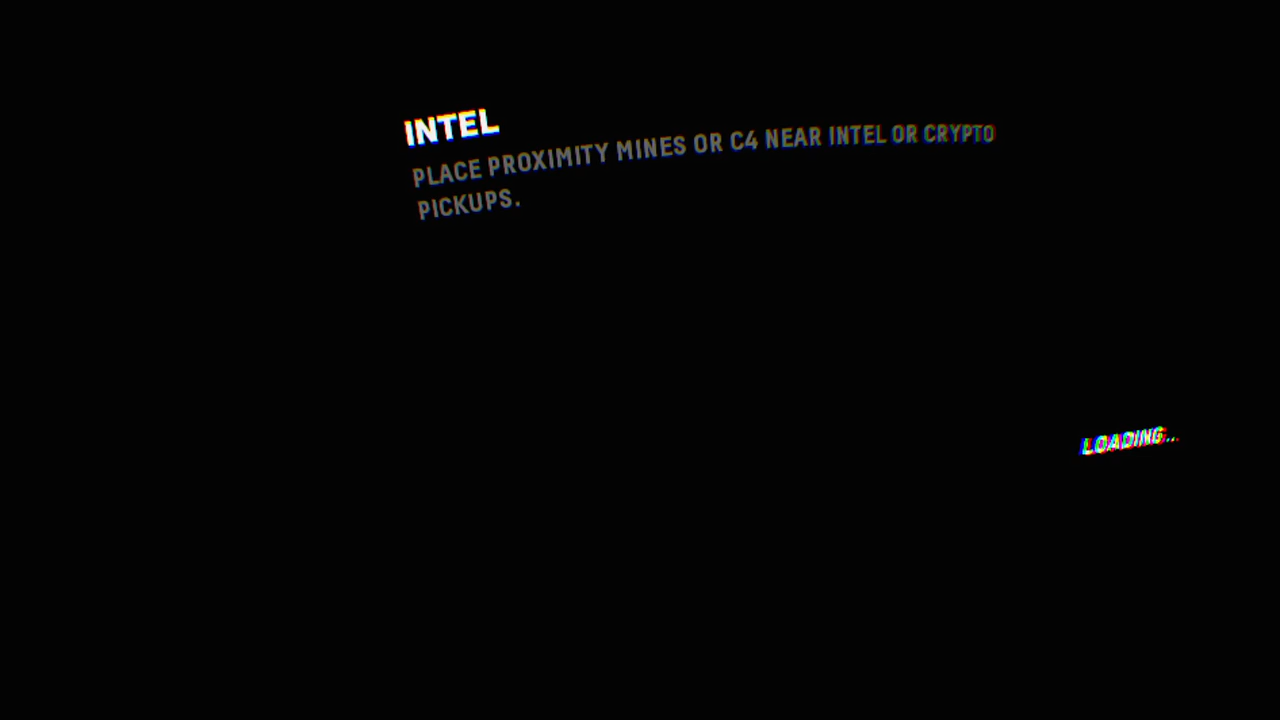 INTEL
PLACE PROXIMITY MINES OR C4 NEAR INTEL OR CRYPTO
PICKUPS.
LOADING...